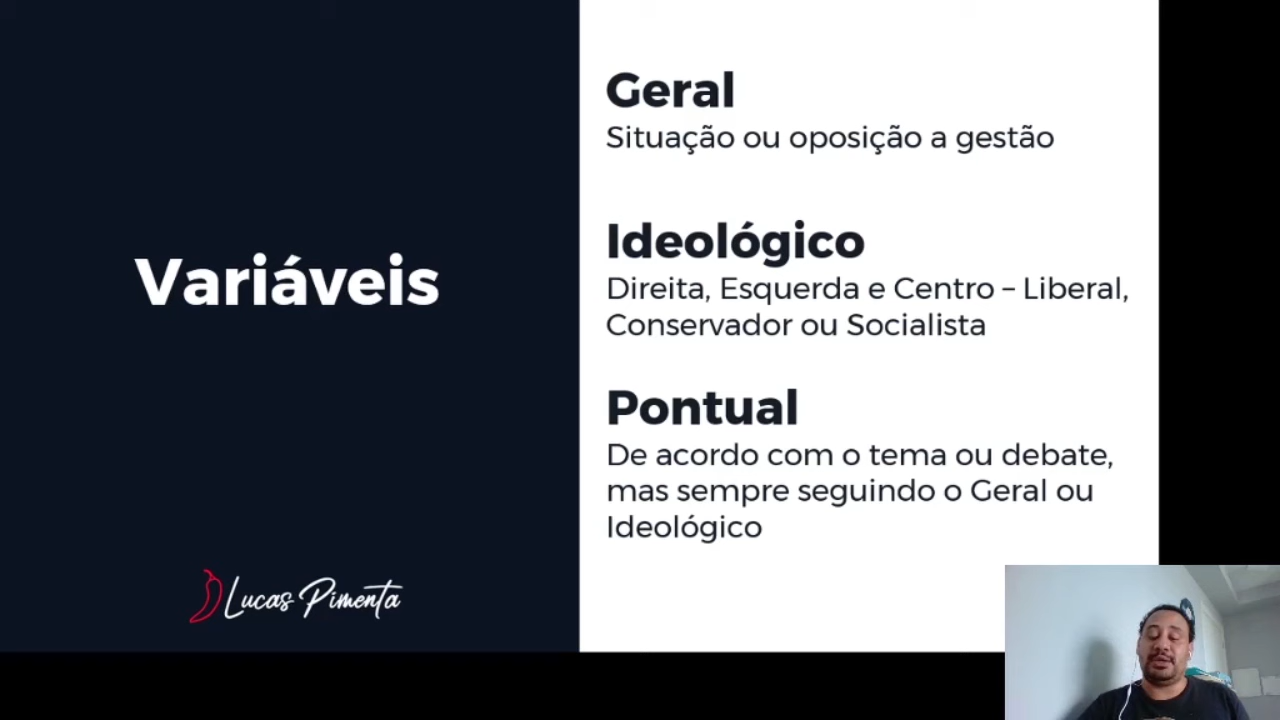 Variáveis
Lucas Pimenta
Geral
Situação ou oposição a gestão
Ideológico
Direita, Esquerda e Centro – Liberal,
Conservador ou Socialista
Pontual
De acordo com o tema ou debate,
mas sempre seguindo o Geral ou
Ideológico